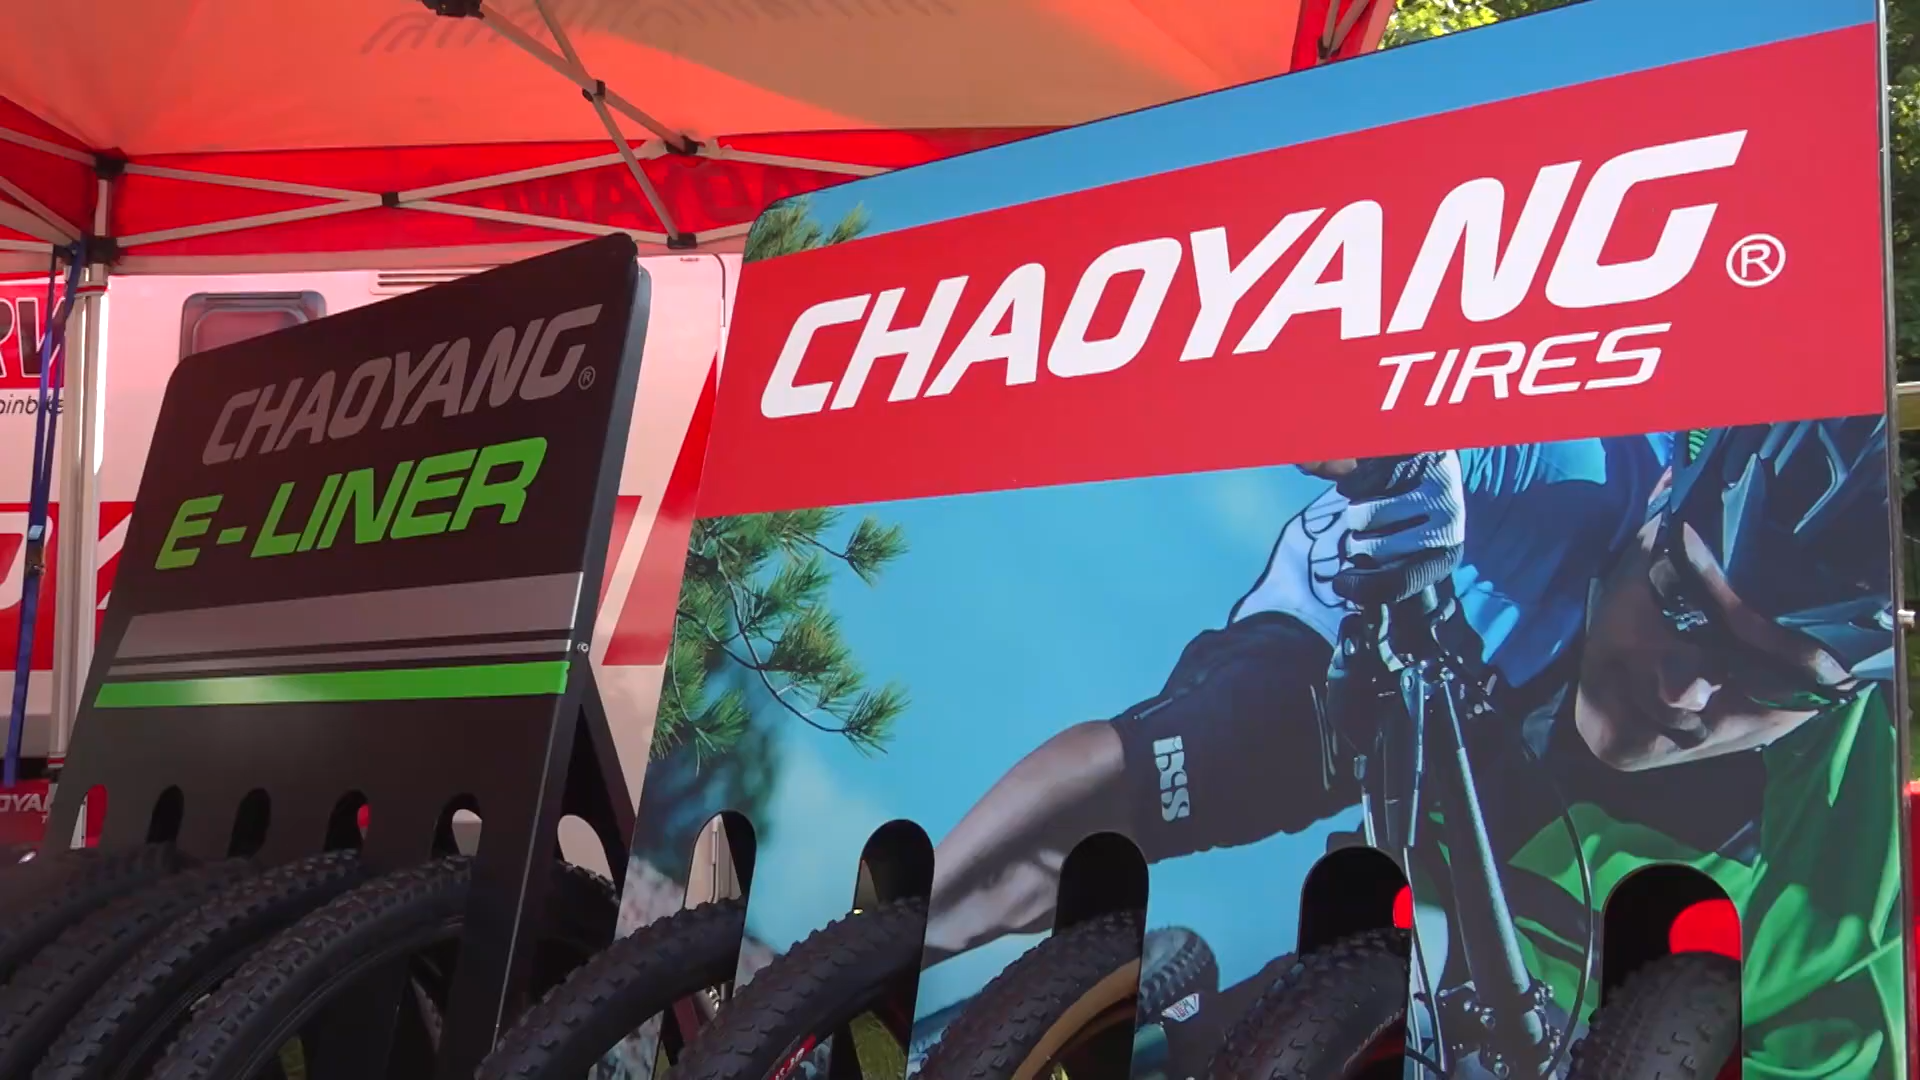 CHAOYANG®
E-LINER
CHAOYANG®
TIRES
iXS